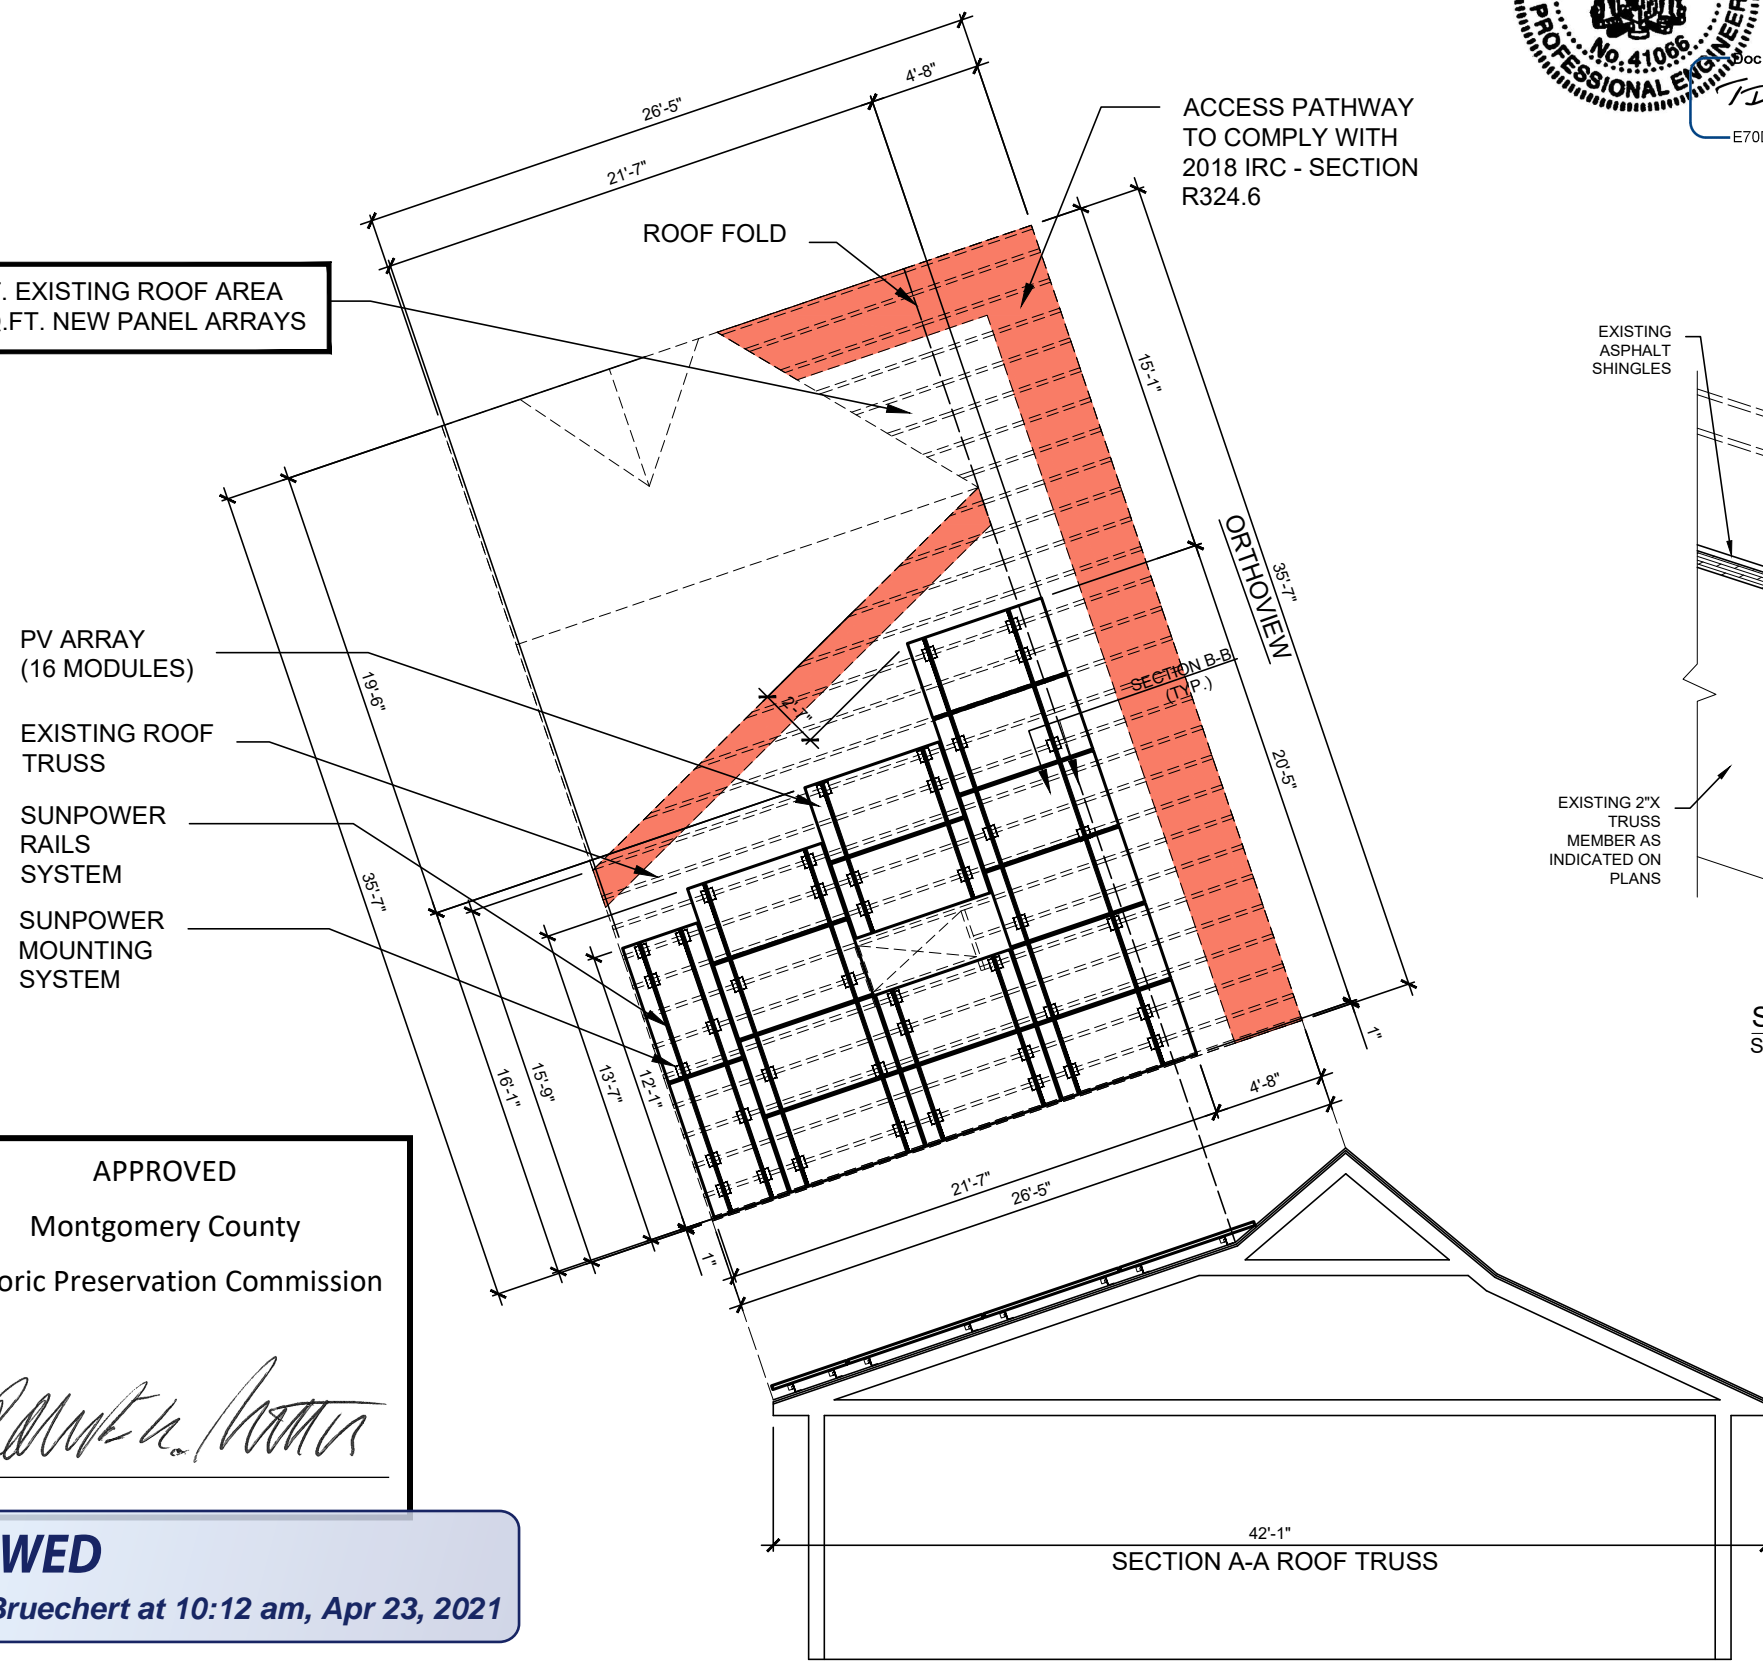 PROFESSIONAL ENGINEER
No. 41066
Doc
E70
26'-5"
4'-8"
21'-7"
ACCESS PATHWAY
TO COMPLY WITH
2018 IRC - SECTION
R324.6
ROOF FOLD
. EXISTING ROOF AREA
.FT. NEW PANEL ARRAYS
15'-1"
EXISTING
ASPHALT
SHINGLES
ORTHOVIEW
35'-7"
PV ARRAY
(16 MODULES)
19'-6"
2'-7"
SECTION B-B
(TYP.)
EXISTING ROOF
TRUSS
20'-5"
SUNPOWER
RAILS
SYSTEM
EXISTING 2"X
TRUSS
MEMBER AS
INDICATED ON
PLANS
35'-7"
SUNPOWER
MOUNTING
SYSTEM
S
S
1"
16'-1"
15'-9"
13'-7"
12'-1"
4'-8"
21'-7"
26'-5"
1"
APPROVED
Montgomery County
oric Preservation Commission
WED
Bruechert at 10:12 am, Apr 23, 2021
42'-1"
SECTION A-A ROOF TRUSS